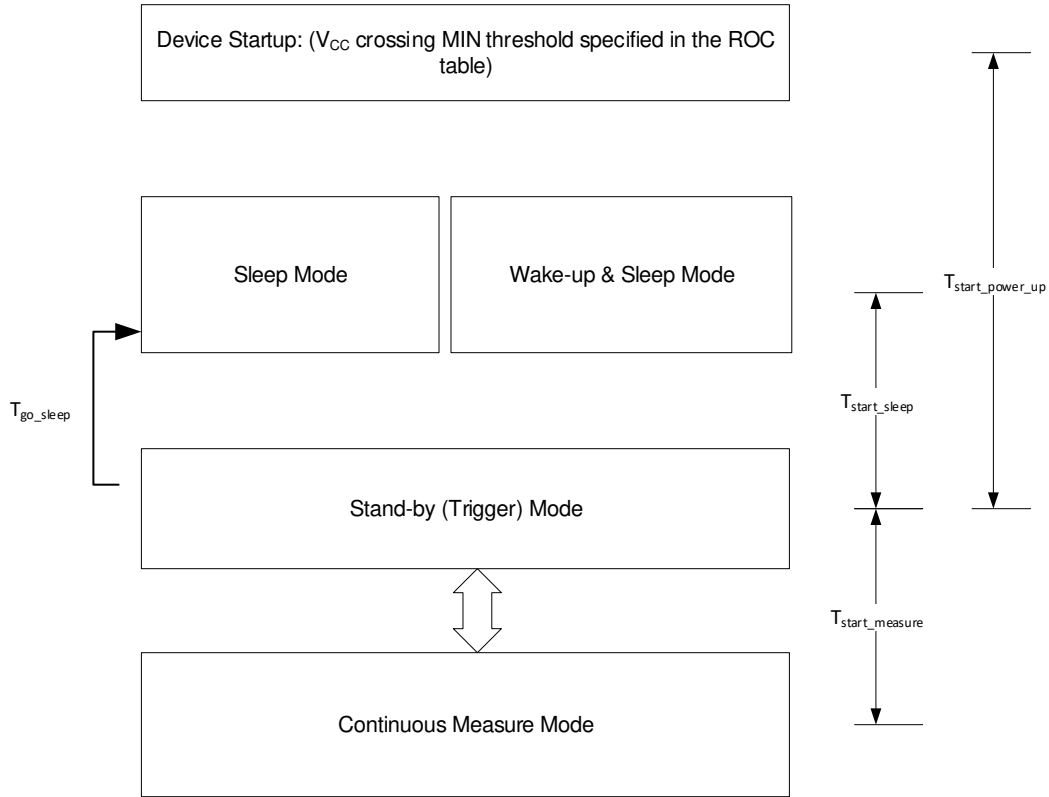 Device Startup: (VCC crossing MIN threshold specified in the ROC
table)
Sleep Mode
Wake-up & Sleep Mode
Tstart_power_up
Tgo_sleep
Tstart_sleep
Stand-by (Trigger) Mode
Tstart_measure
Continuous Measure Mode